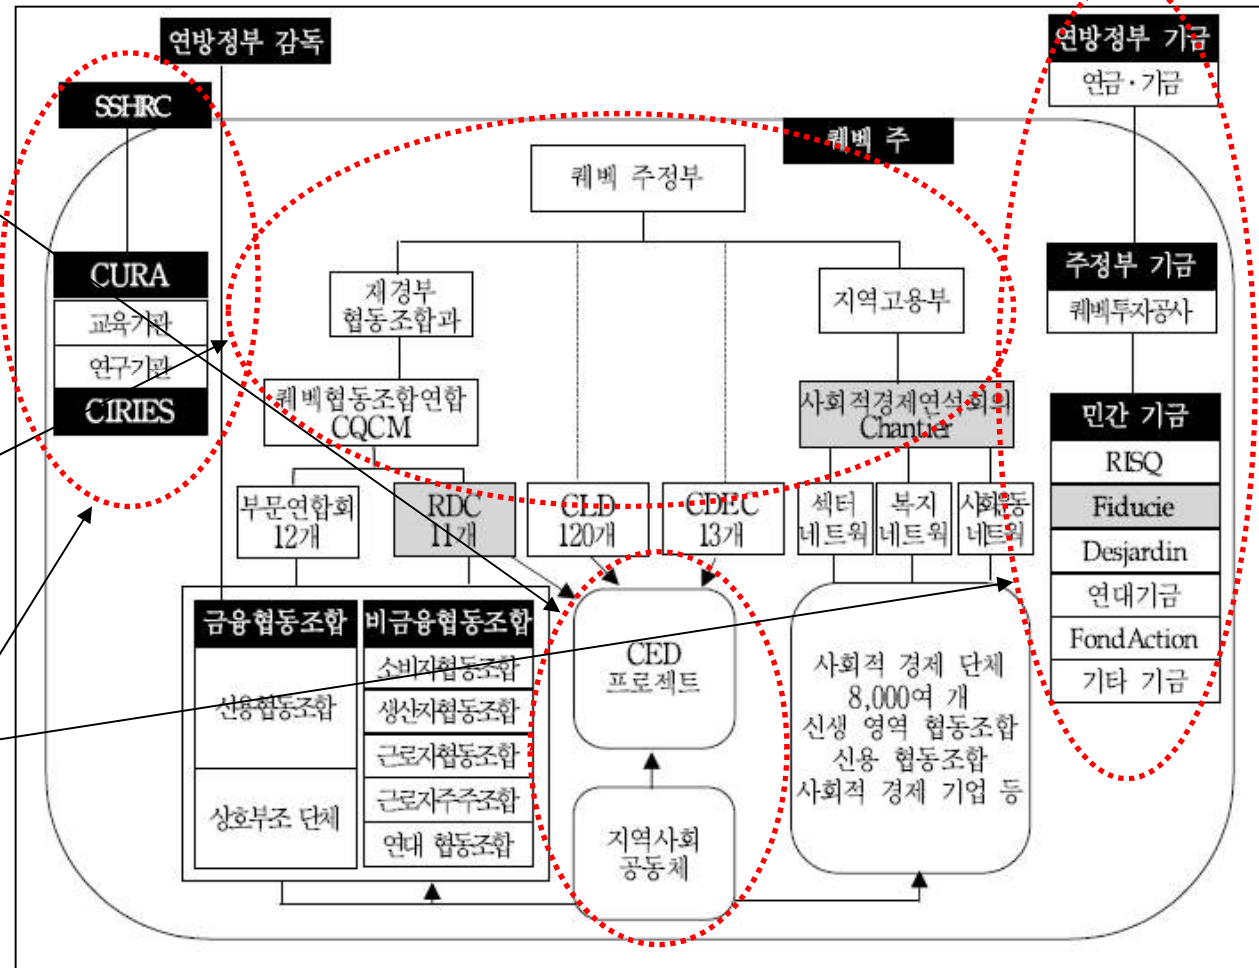 연방정부 감독
연방정부 기금
연금·기금
SSHRC
퀘벡 주
퀘벡 주정부
CURA
교육기관
연구기관
CIRIES
재경부
협동조합과
지역고용부
주정부 기금
퀘벡투자공사
퀘벡협동조합연합
CQCM
사회적경제연석회의
Chantier
민간 기금
RISQ
Fiducie
Desjardin
연대기금
FondAction
기타 기금
부문연합회
12개
RDC
11개
CLD
120개
CDEC
13개
섹터
네트웍
복지
네트웍
사회운동
네트웍
금융협동조합
신용협동조합
상호부조 단체
비금융협동조합
소비자협동조합
생산자협동조합
근로자협동조합
근로자주주조합
연대 협동조합
CED
프로젝트
지역사회
공동체
사회적 경제 단체
8,000여 개
신생 영역 협동조합
신용 협동조합
사회적 경제 기업 등